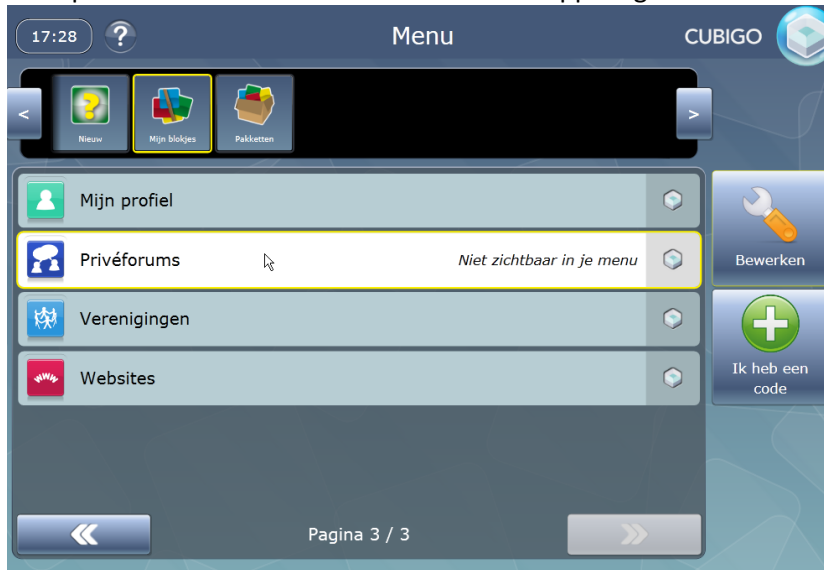 17:28 ? Menu CUBIGO
< >
Nieuw Mijn blokjes Pakketten
Mijn profiel
Privéforums Niet zichtbaar in je menu
Bewerken
Verenigingen
www Websites
Ik heb een
code
Pagina 3 / 3